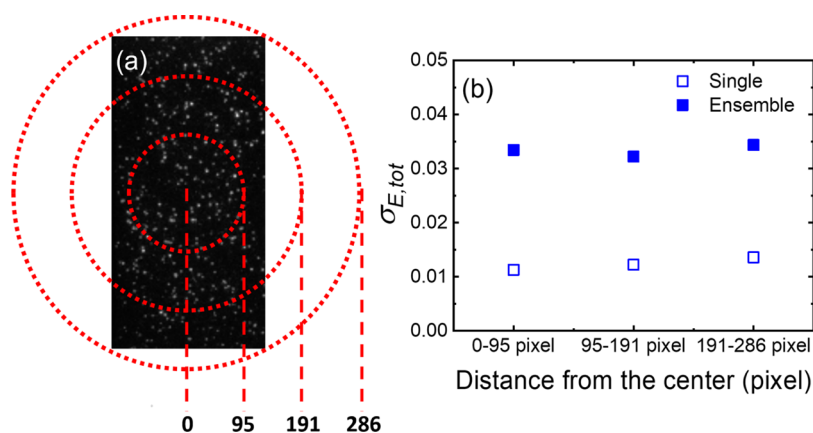 (a)
0 95 191 286
(b)
Single
Ensemble
0.05
0.04
0.03
0.02
0.01
0.00
σE,tot
0-95 pixel 95-191 pixel 191-286 pixel
Distance from the center (pixel)